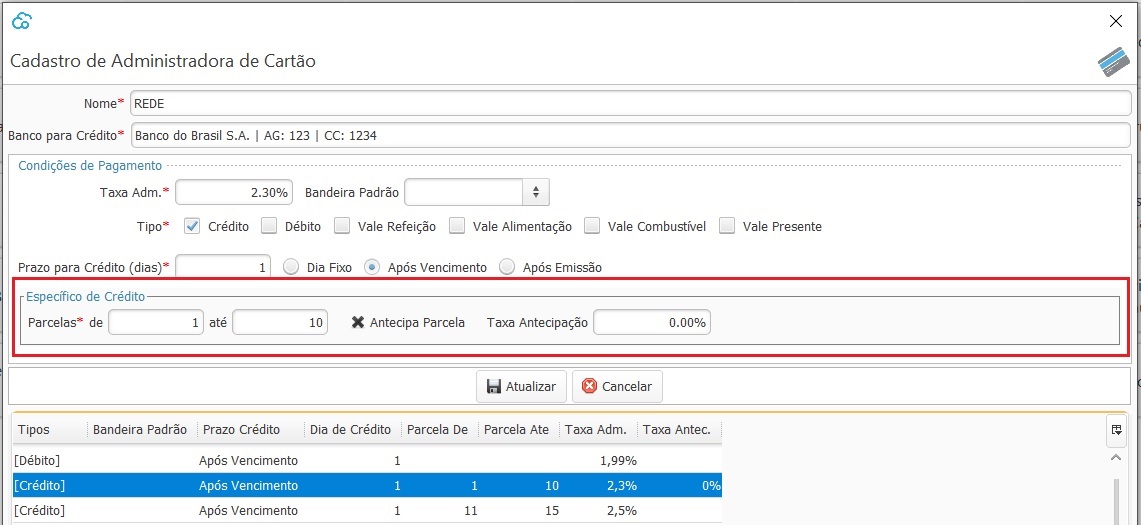 Cadastro de Administradora de Cartão
Nome* REDE
Banco para Crédito* Banco do Brasil S.A. | AG: 123 | CC: 1234
Condições de Pagamento
Taxa Adm.* 2.30% Bandeira Padrão
Tipo* Crédito Débito Vale Refeição Vale Alimentação Vale Combustível Vale Presente
Prazo para Crédito (dias)* 1 Dia Fixo Após Vencimento Após Emissão
Específico de Crédito
Parcelas* de 1 até 10 Antecipa Parcela Taxa Antecipação 0.00%
Atualizar Cancelar
Tipos Bandeira Padrão Prazo Crédito Dia de Crédito Parcela De Parcela Ate Taxa Adm. Taxa Antec.
[Débito] Após Vencimento 1 1,99%
[Crédito] Após Vencimento 1 1 10 2,3% 0%
[Crédito] Após Vencimento 1 11 15 2,5%